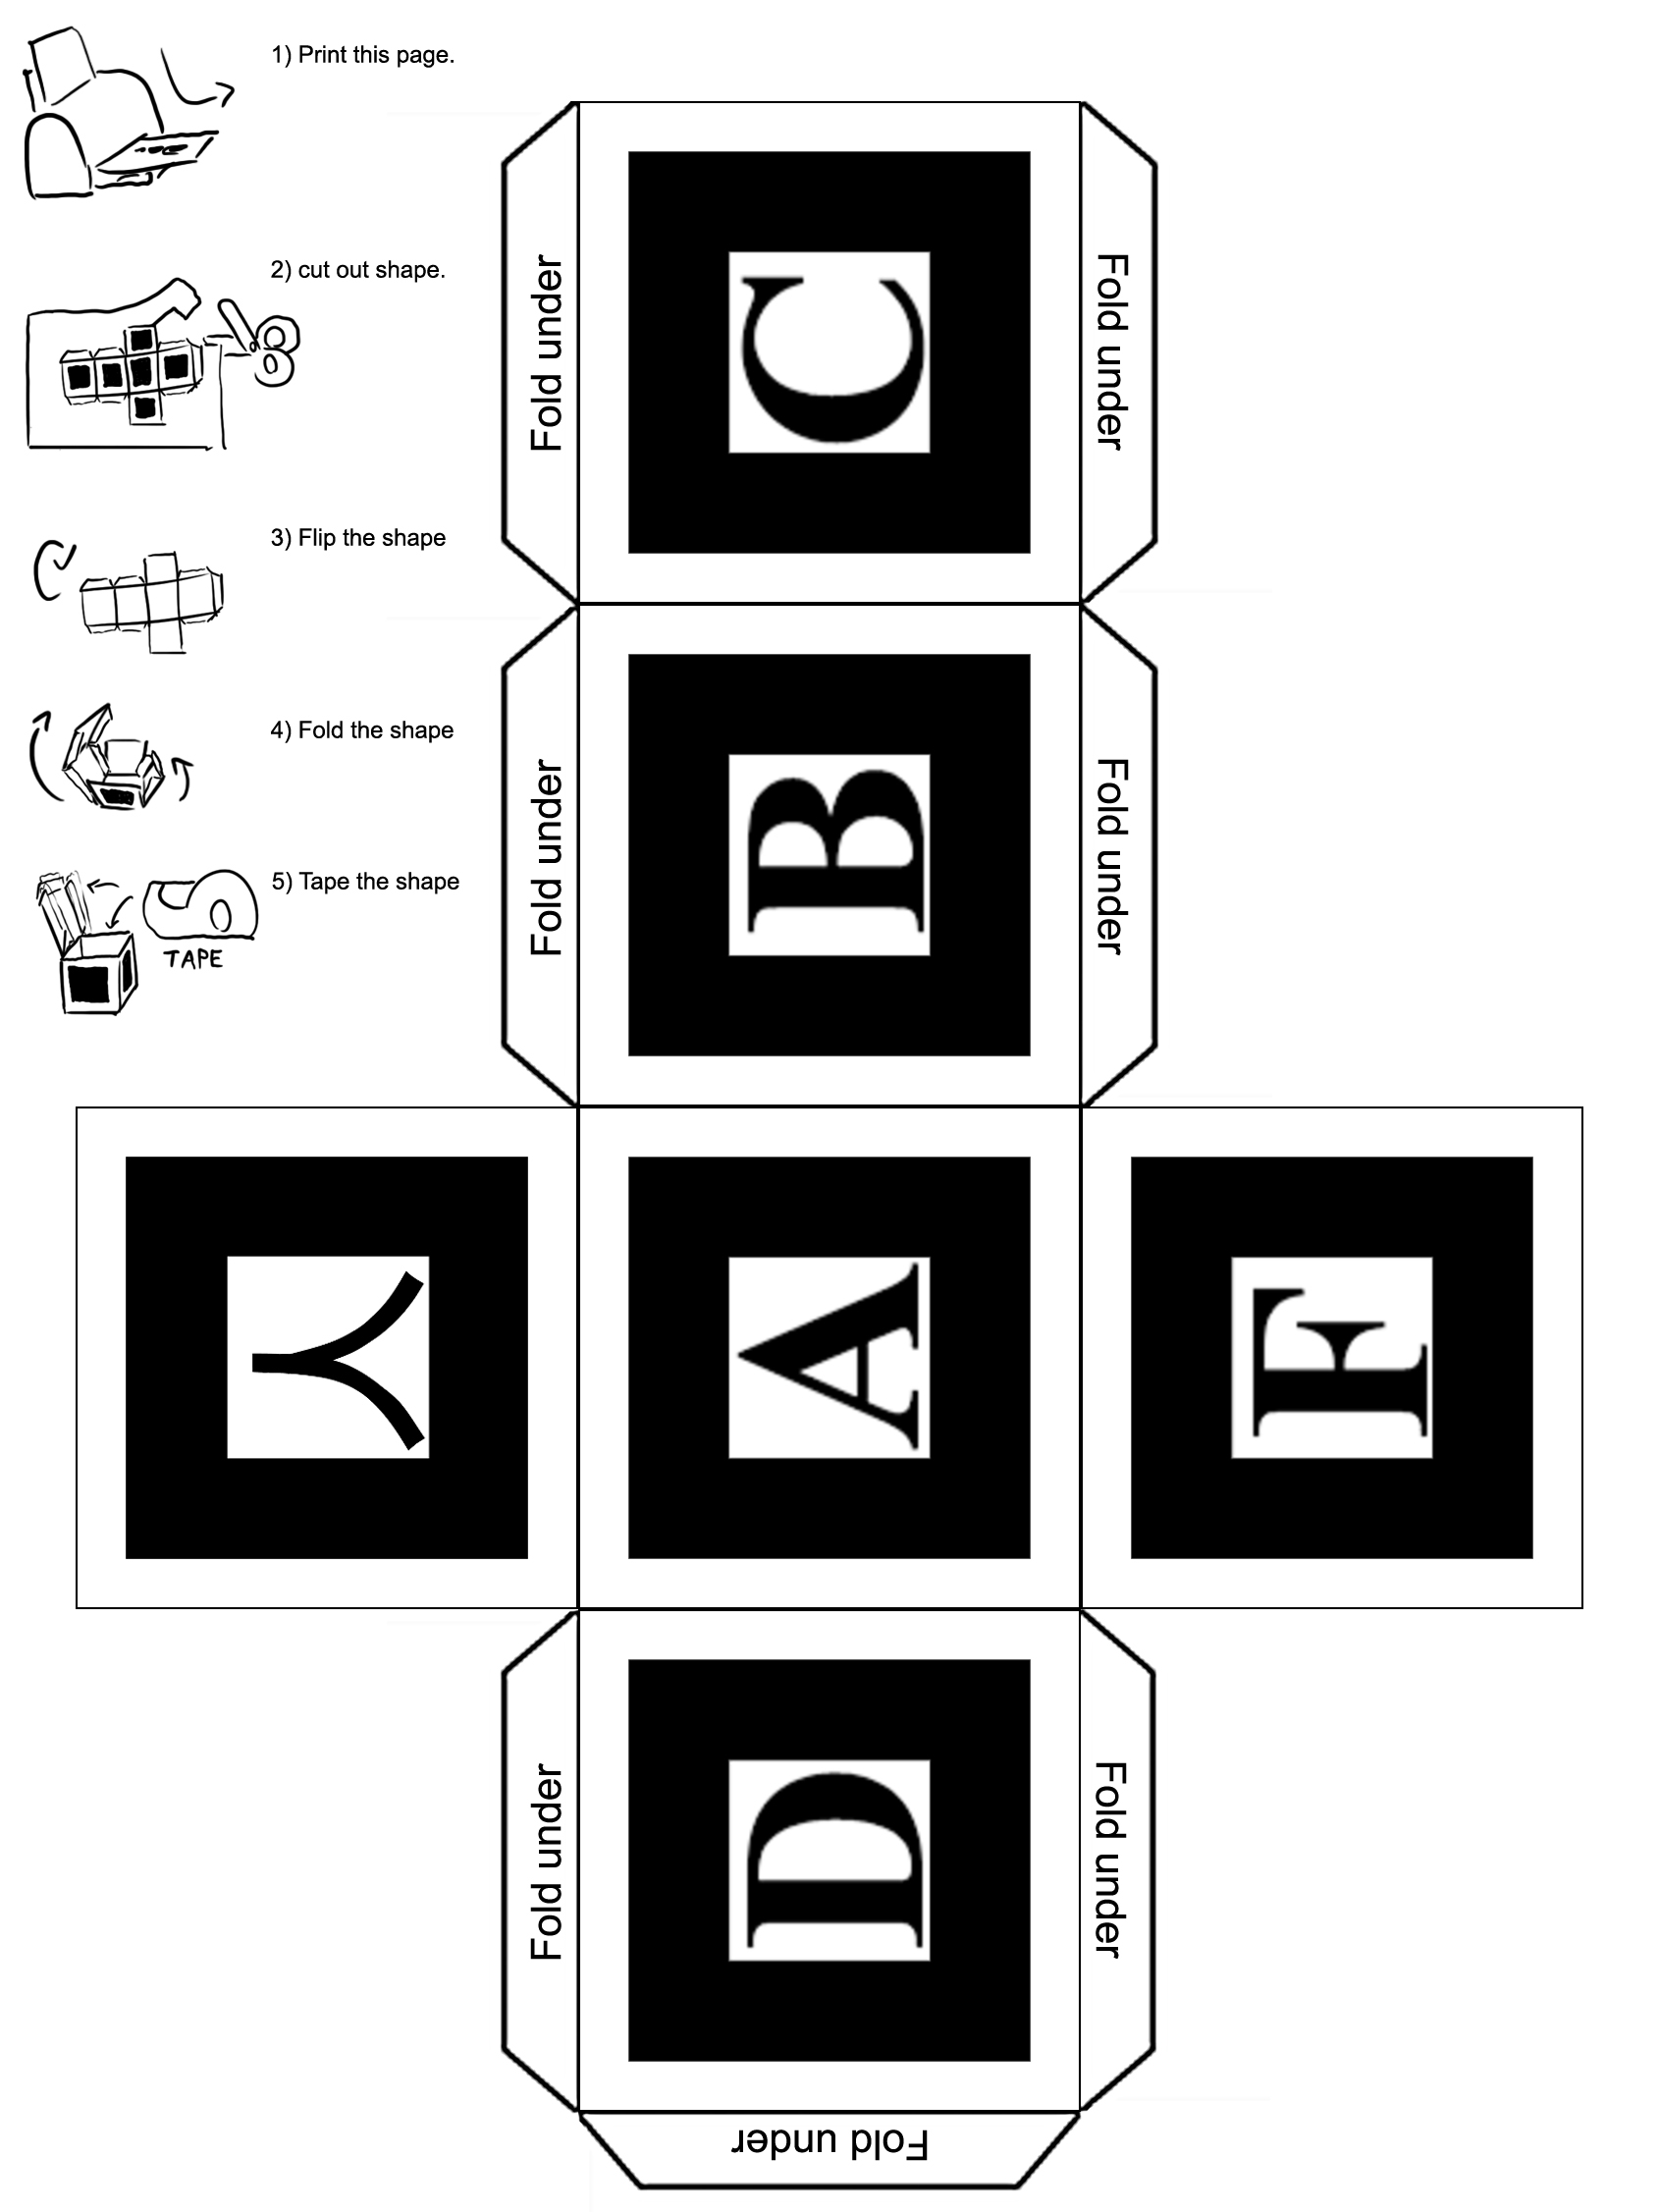 1) Print this page.
2) cut out shape.
3) Flip the shape
4) Fold the shape
5) Tape the shape
TAPE
Fold under
C
Fold under
Fold under
B
Fold under
A
F
Fold under
D
Fold under
Fold under